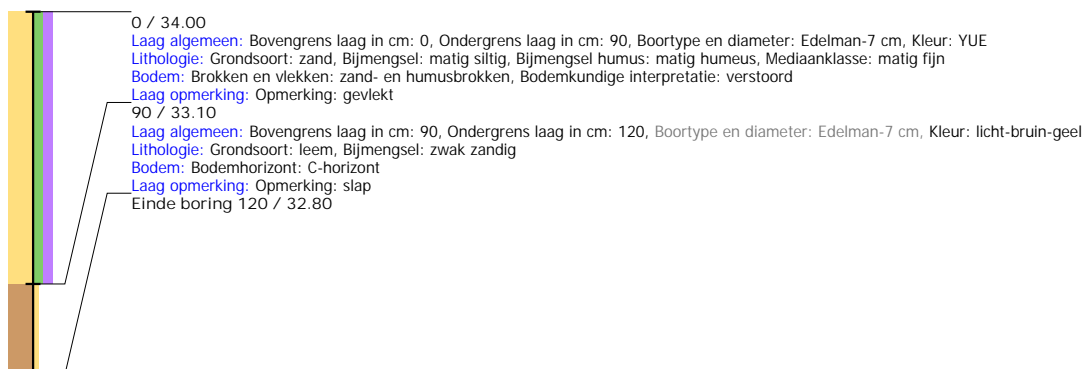 0 / 34.00
Laag algemeen: Bovengrens laag in cm: 0, Ondergrens laag in cm: 90, Boortype en diameter: Edelman-7 cm, Kleur: YUE
Lithologie: Grondsoort: zand, Bijmengsel: matig siltig, Bijmengsel humus: matig humeus, Mediaanklasse: matig fijn
Bodem: Brokken en vlekken: zand- en humusbrokken, Bodemkundige interpretatie: verstoord
Laag opmerking: Opmerking: gevlekt
90 / 33.10
Laag algemeen: Bovengrens laag in cm: 90, Ondergrens laag in cm: 120, Boortype en diameter: Edelman-7 cm, Kleur: licht-bruin-geel
Lithologie: Grondsoort: leem, Bijmengsel: zwak zandig
Bodem: Bodemhorizont: C-horizont
Laag opmerking: Opmerking: slap
Einde boring 120 / 32.80